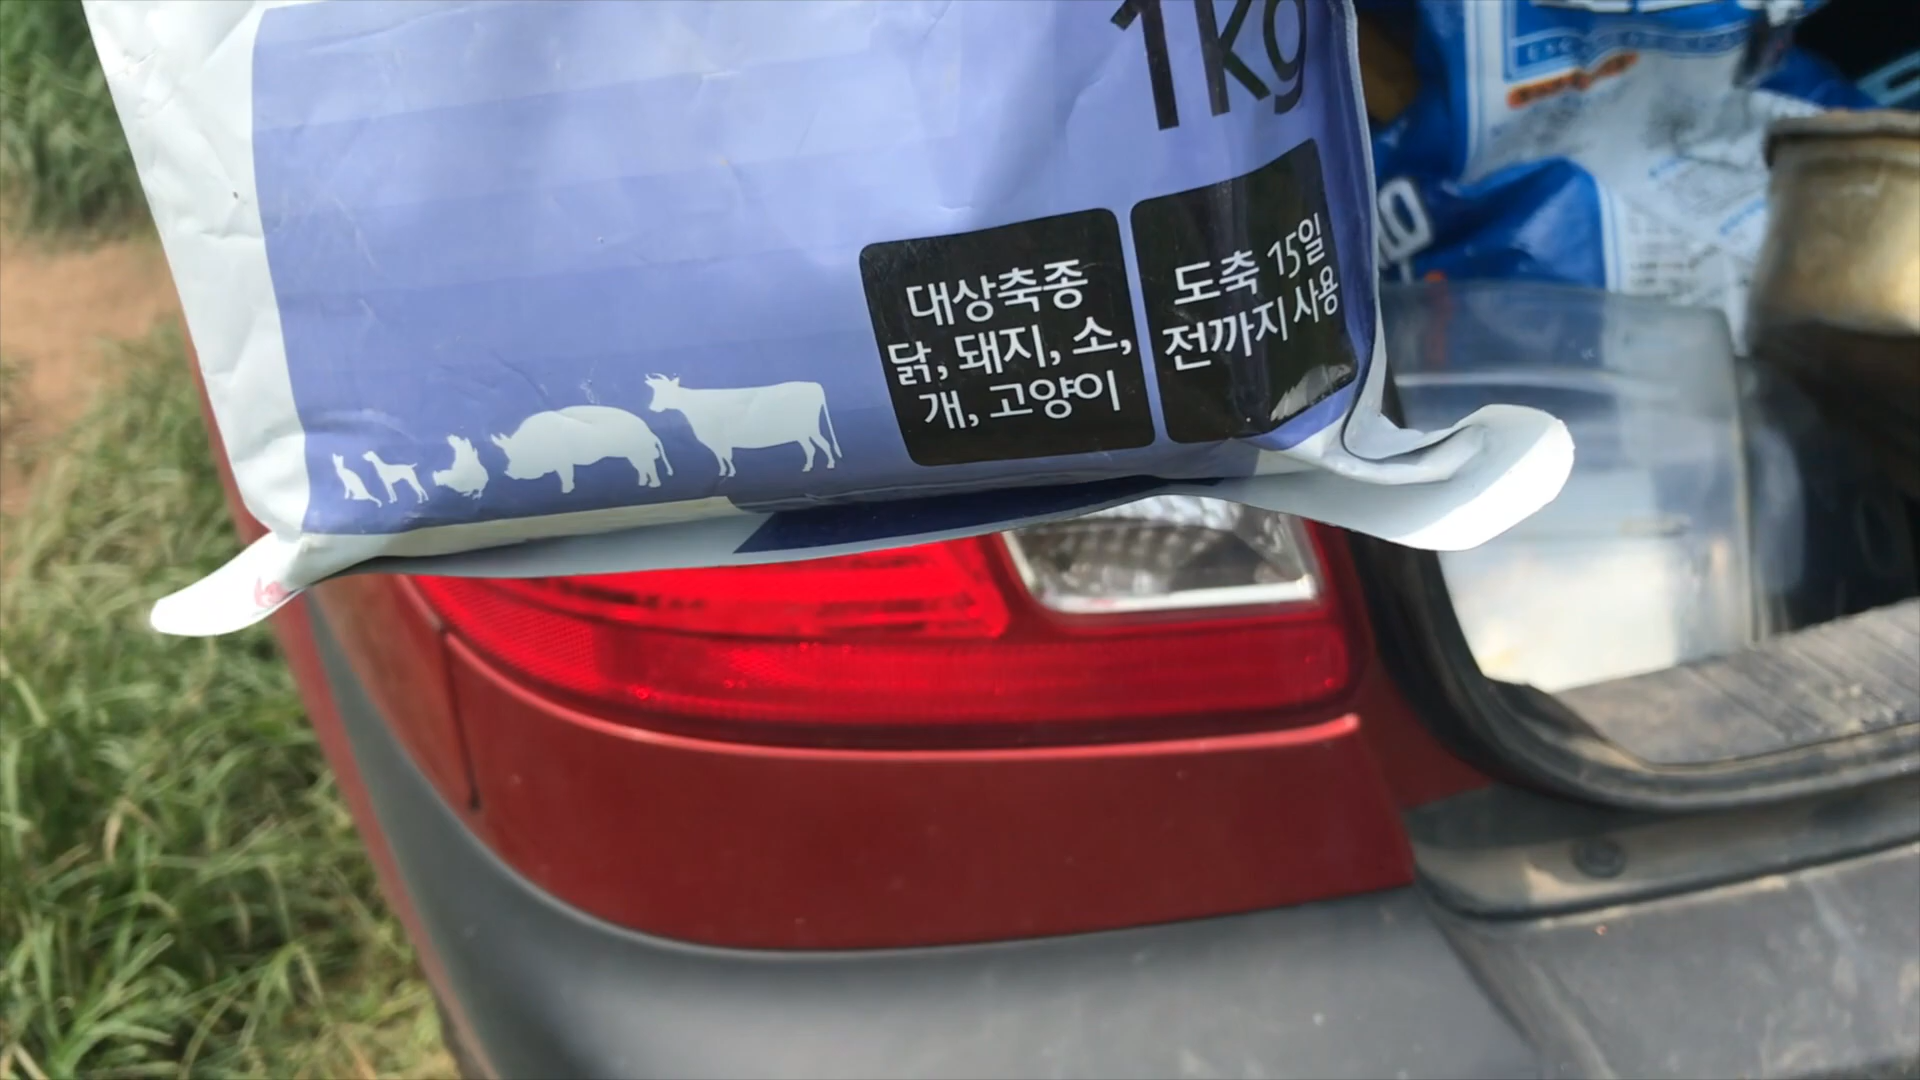 1kg
대상축종
닭, 돼지, 소,
개, 고양이
도축 15일
전까지 사용